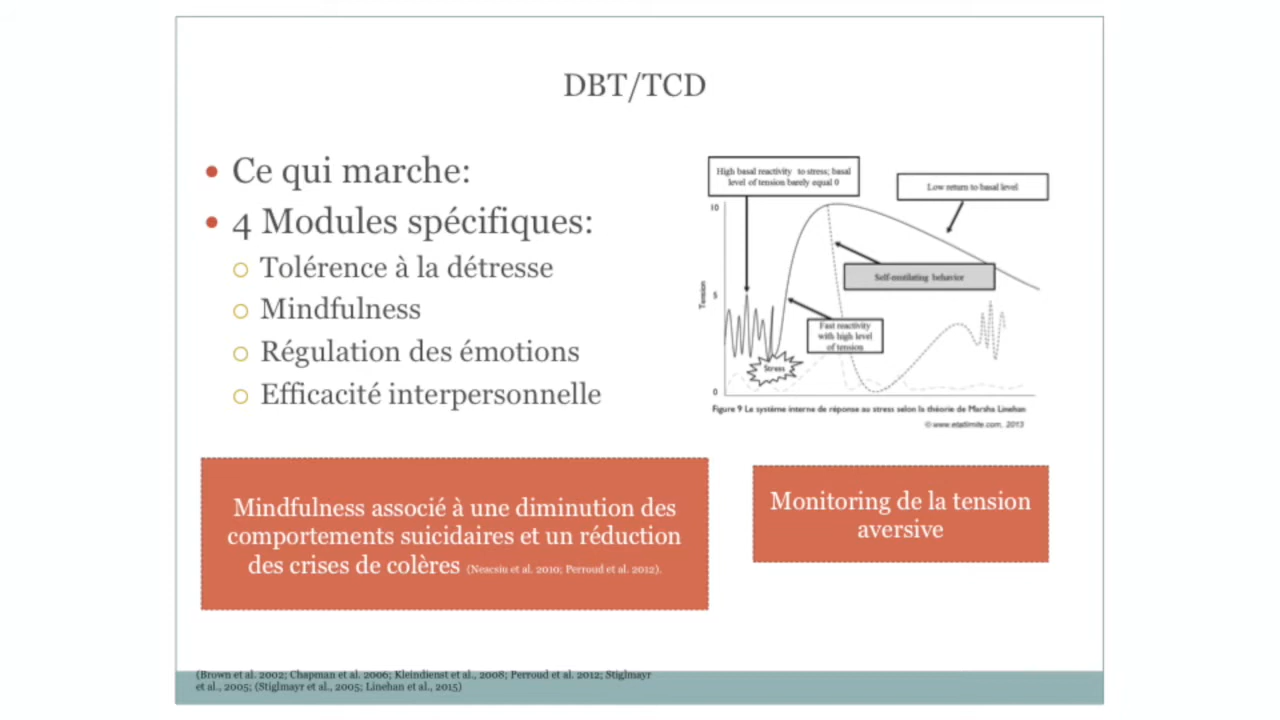 DBT/TCD
Ce qui marche:
4 Modules spécifiques:
Tolérence à la détresse
Mindfulness
Régulation des émotions
Efficacité interpersonnelle
High basal reactivity to stress; basal
level of tension barely equal 0
Low return to basal level
10
Self-mutilating behavior
Tension
5
Fast reactivity
with high level
of tension
Stress
0
Figure 9 Le système interne de réponse au stress selon la théorie de Marsha Linehan
© www.etatlimite.com, 2013
Mindfulness associé à une diminution des
comportements suicidaires et un réduction
des crises de colères (Neacsiu et al. 2010; Perroud et al. 2012).
Monitoring de la tension
aversive
(Brown et al. 2002; Chapman et al. 2006; Kleindienst et al., 2008; Perroud et al. 2012; Stiglmayr
et al., 2005; (Stiglmayr et al., 2005; Linehan et al., 2015)